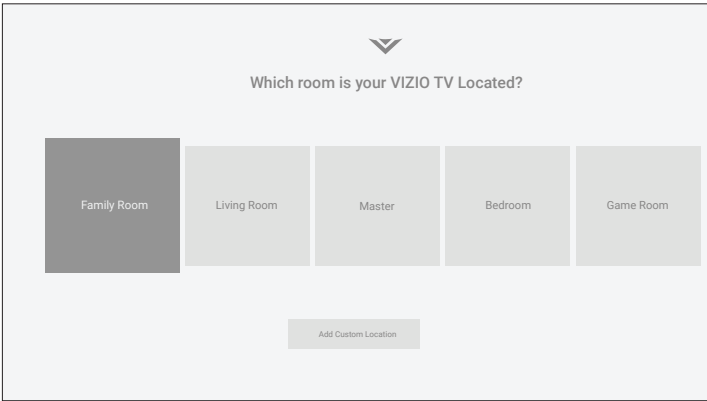 Which room is your VIZIO TV Located?
Family Room
Living Room
Master
Bedroom
Game Room
Add Custom Location